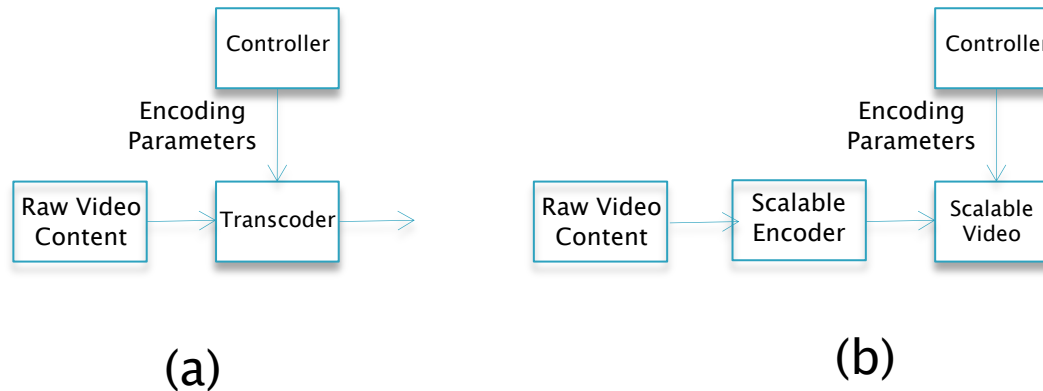 Controller
Encoding
Parameters
Raw Video
Content
Transcoder
(a)
Controller
Encoding
Parameters
Raw Video
Content
Scalable
Encoder
Scalable
Video
(b)